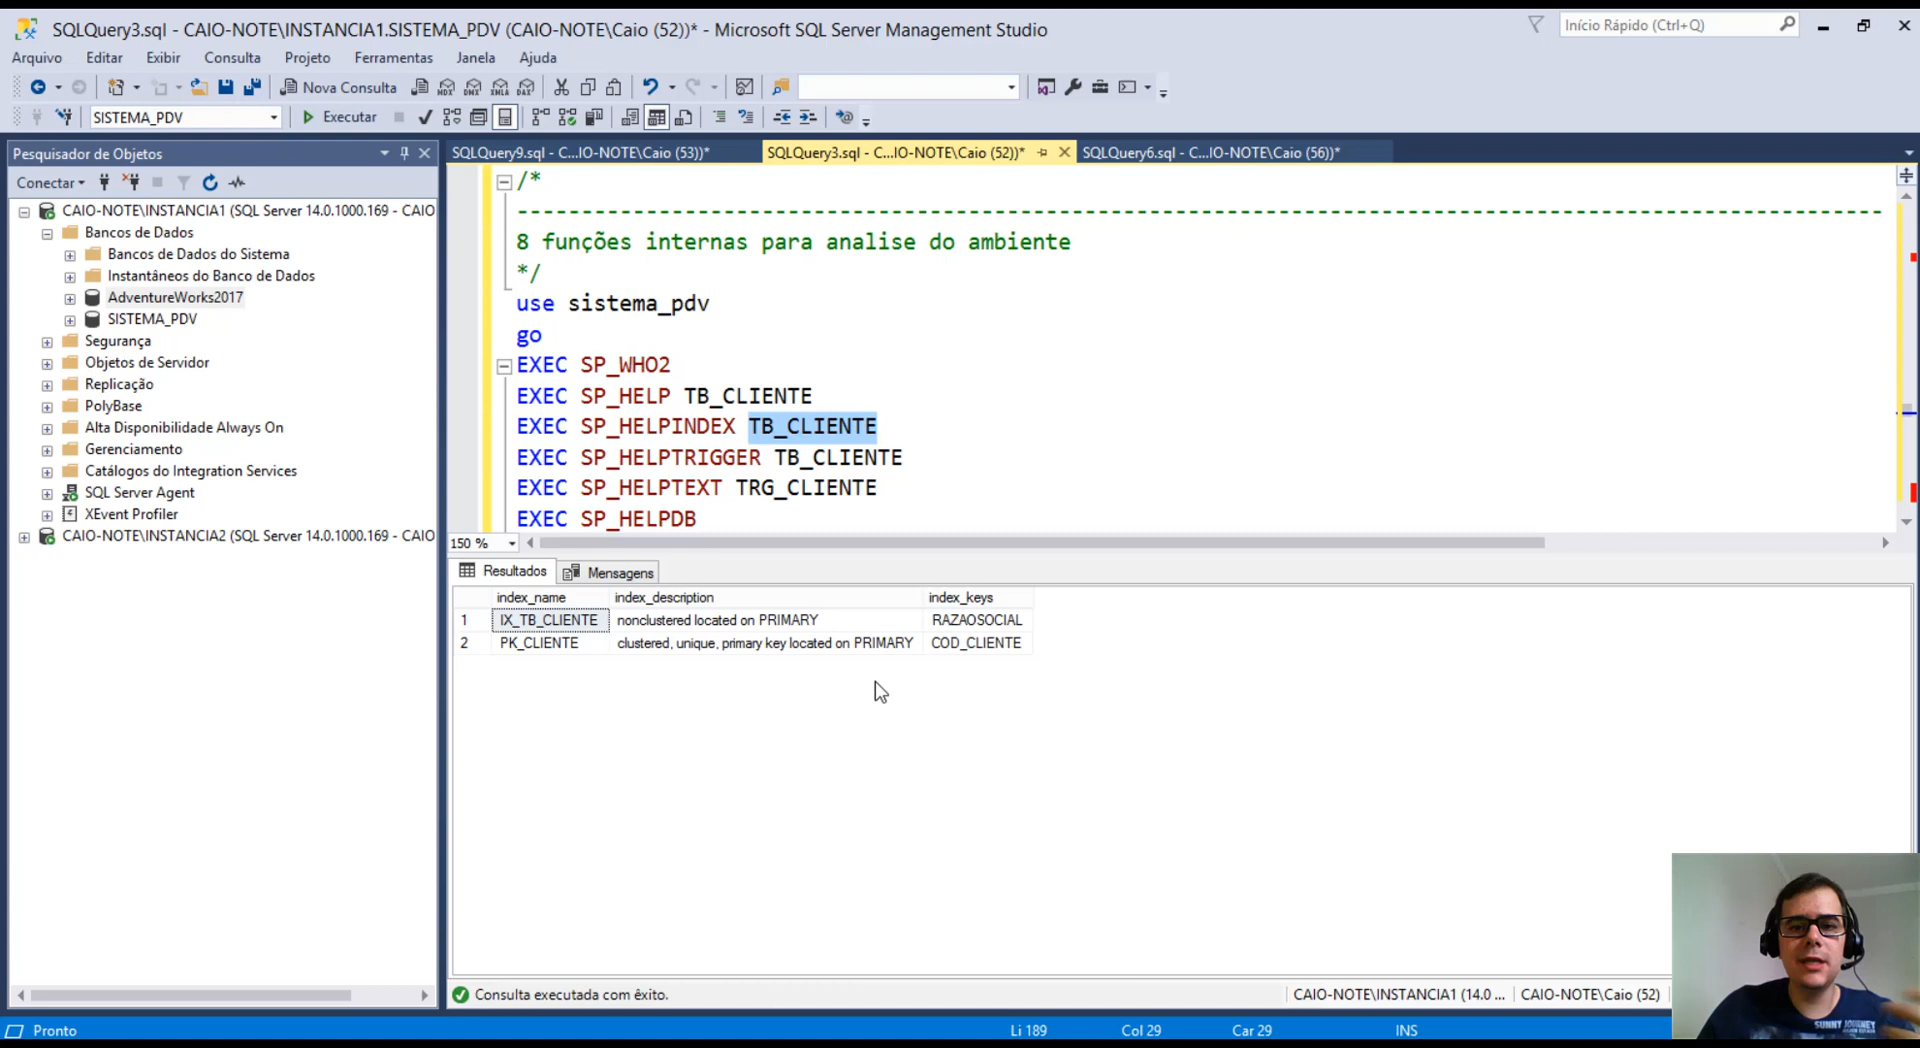 SQLQuery3.sql - CAIO-NOTE\INSTANCIA1.SISTEMA_PDV (CAIO-NOTE\Caio (52))* - Microsoft SQL Server Management Studio
Início Rápido (Ctrl+Q)
Arquivo Editar Exibir Consulta Projeto Ferramentas Janela Ajuda
Nova Consulta
MDX DMX XMLA DAX
SISTEMA_PDV
Executar
Pesquisador de Objetos
SQLQuery9.sql - C...IO-NOTE\Caio (53))*
SQLQuery3.sql - C...IO-NOTE\Caio (52))*
SQLQuery6.sql - C...IO-NOTE\Caio (56))*
Conectar
CAIO-NOTE\INSTANCIA1 (SQL Server 14.0.1000.169 - CAIO
Bancos de Dados
Bancos de Dados do Sistema
Instantâneos do Banco de Dados
AdventureWorks2017
SISTEMA_PDV
Segurança
Objetos de Servidor
Replicação
PolyBase
Alta Disponibilidade Always On
Gerenciamento
Catálogos do Integration Services
SQL Server Agent
XEvent Profiler
CAIO-NOTE\INSTANCIA2 (SQL Server 14.0.1000.169 - CAIO
/*
------------------------------------------------------------------------------------------------------------
8 funções internas para analise do ambiente
*/
use sistema_pdv
go
EXEC SP_WHO2
EXEC SP_HELP TB_CLIENTE
EXEC SP_HELPINDEX TB_CLIENTE
EXEC SP_HELPTRIGGER TB_CLIENTE
EXEC SP_HELPTEXT TRG_CLIENTE
EXEC SP_HELPDB
150 %
Resultados Mensagens
index_name index_description index_keys
1 IX_TB_CLIENTE nonclustered located on PRIMARY RAZAOSOCIAL
2 PK_CLIENTE clustered, unique, primary key located on PRIMARY COD_CLIENTE
Consulta executada com êxito.
CAIO-NOTE\INSTANCIA1 (14.0 ... CAIO-NOTE\Caio (52)
SUNNY JOURNEY
Pronto
Li 189 Col 29 Car 29 INS